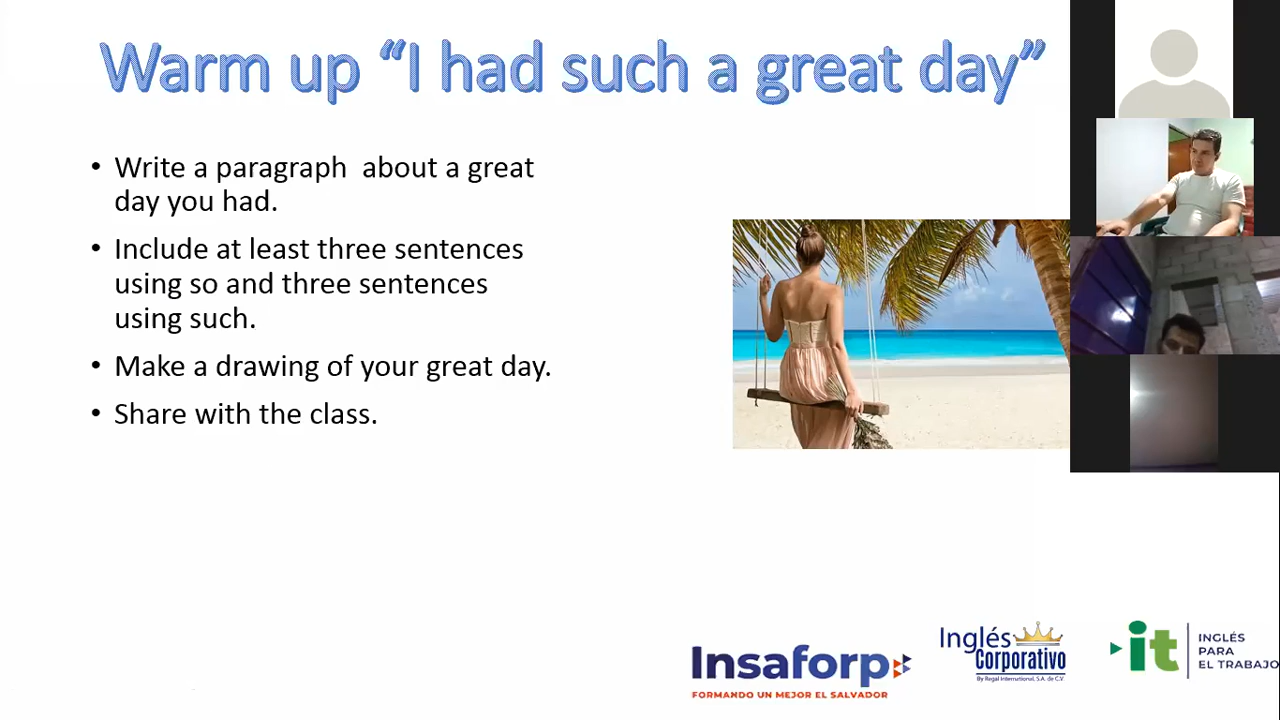 Warm up “I had such a great day”
• Write a paragraph  about a great
day you had.
• Include at least three sentences
using so and three sentences
using such.
• Make a drawing of your great day.
• Share with the class.
Insaforp
FORMANDO UN MEJOR EL SALVADOR
Inglés
Corporativo
By Regal International, S.A. de C.V.
it
INGLÉS
PARA
EL TRABAJO